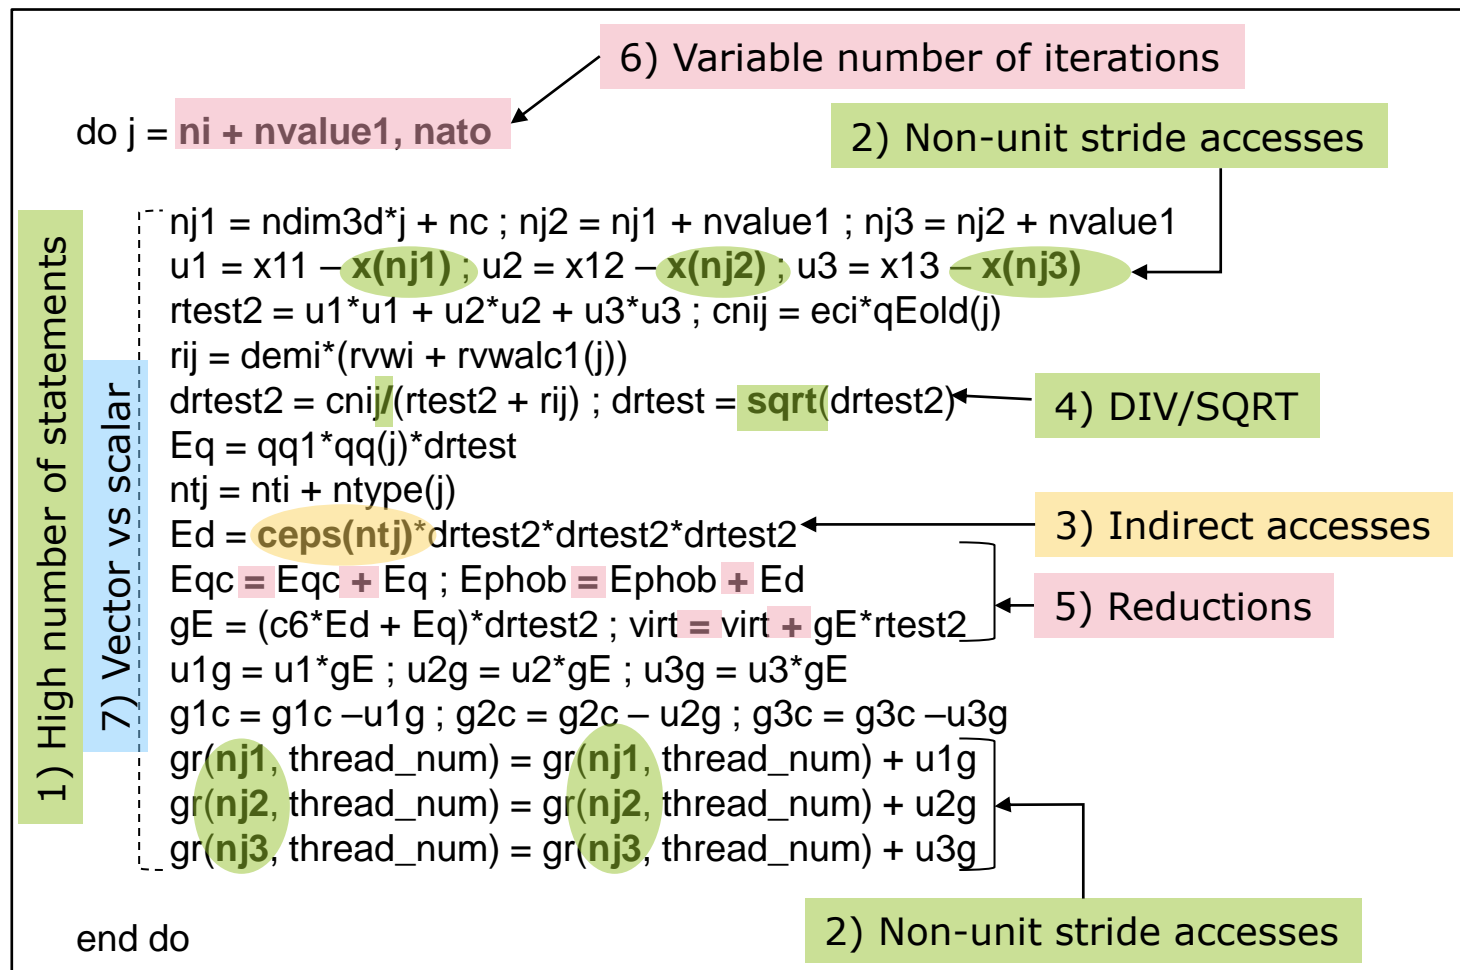 6) Variable number of iterations
do j = ni + nvalue1, nato
2) Non-unit stride accesses
1) High number of statements
7) Vector vs scalar
nj1 = ndim3d*j + nc ; nj2 = nj1 + nvalue1 ; nj3 = nj2 + nvalue1
u1 = x11 – x(nj1) ; u2 = x12 – x(nj2) ; u3 = x13 – x(nj3)
rtest2 = u1*u1 + u2*u2 + u3*u3 ; cnij = eci*qEold(j)
rij = demi*(rvwi + rvwalc1(j))
drtest2 = cnij/(rtest2 + rij) ; drtest = sqrt(drtest2)
4) DIV/SQRT
Eq = qq1*qq(j)*drtest
ntj = nti + ntype(j)
Ed = ceps(ntj)*drtest2*drtest2*drtest2
3) Indirect accesses
Eqc = Eqc + Eq ; Ephob = Ephob + Ed
5) Reductions
gE = (c6*Ed + Eq)*drtest2 ; virt = virt + gE*rtest2
u1g = u1*gE ; u2g = u2*gE ; u3g = u3*gE
g1c = g1c –u1g ; g2c = g2c – u2g ; g3c = g3c –u3g
gr(nj1, thread_num) = gr(nj1, thread_num) + u1g
gr(nj2, thread_num) = gr(nj2, thread_num) + u2g
gr(nj3, thread_num) = gr(nj3, thread_num) + u3g
2) Non-unit stride accesses
end do